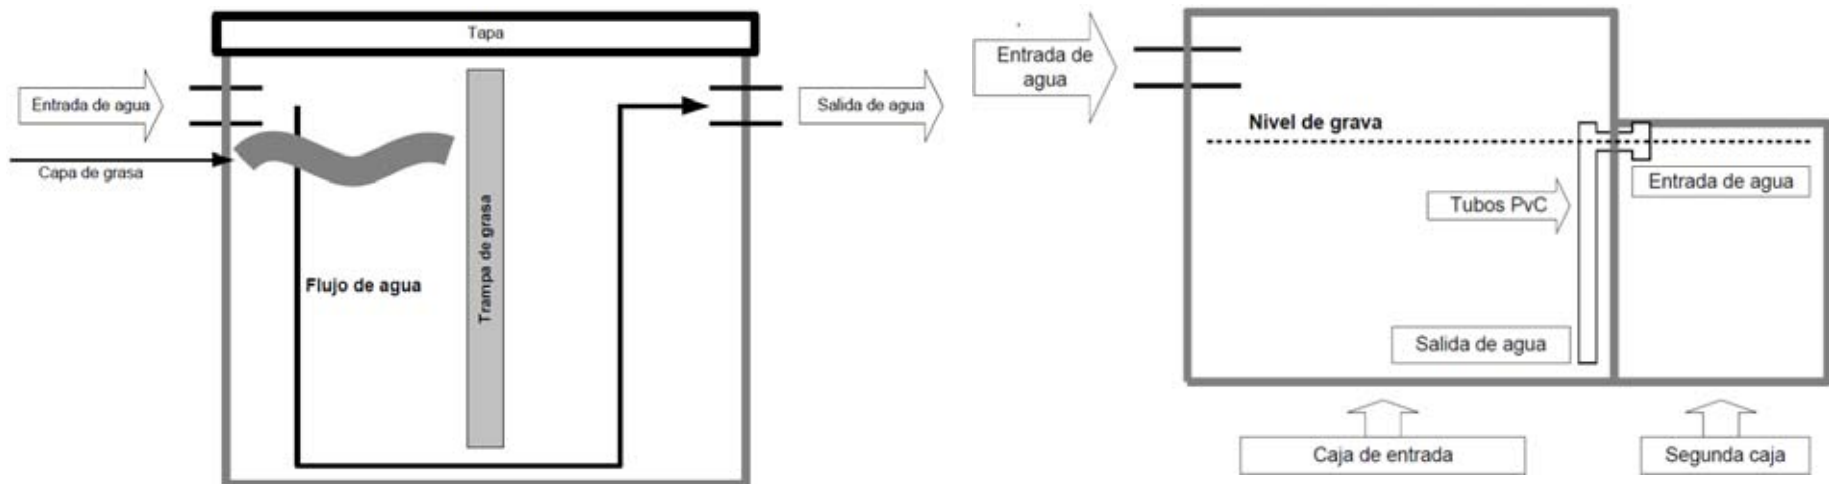 Tapa
Entrada de agua
Salida de agua
Capa de grasa
Trampa de grasa
Flujo de agua
Entrada de
agua
Nivel de grava
Entrada de agua
Tubos PvC
Salida de agua
Caja de entrada
Segunda caja